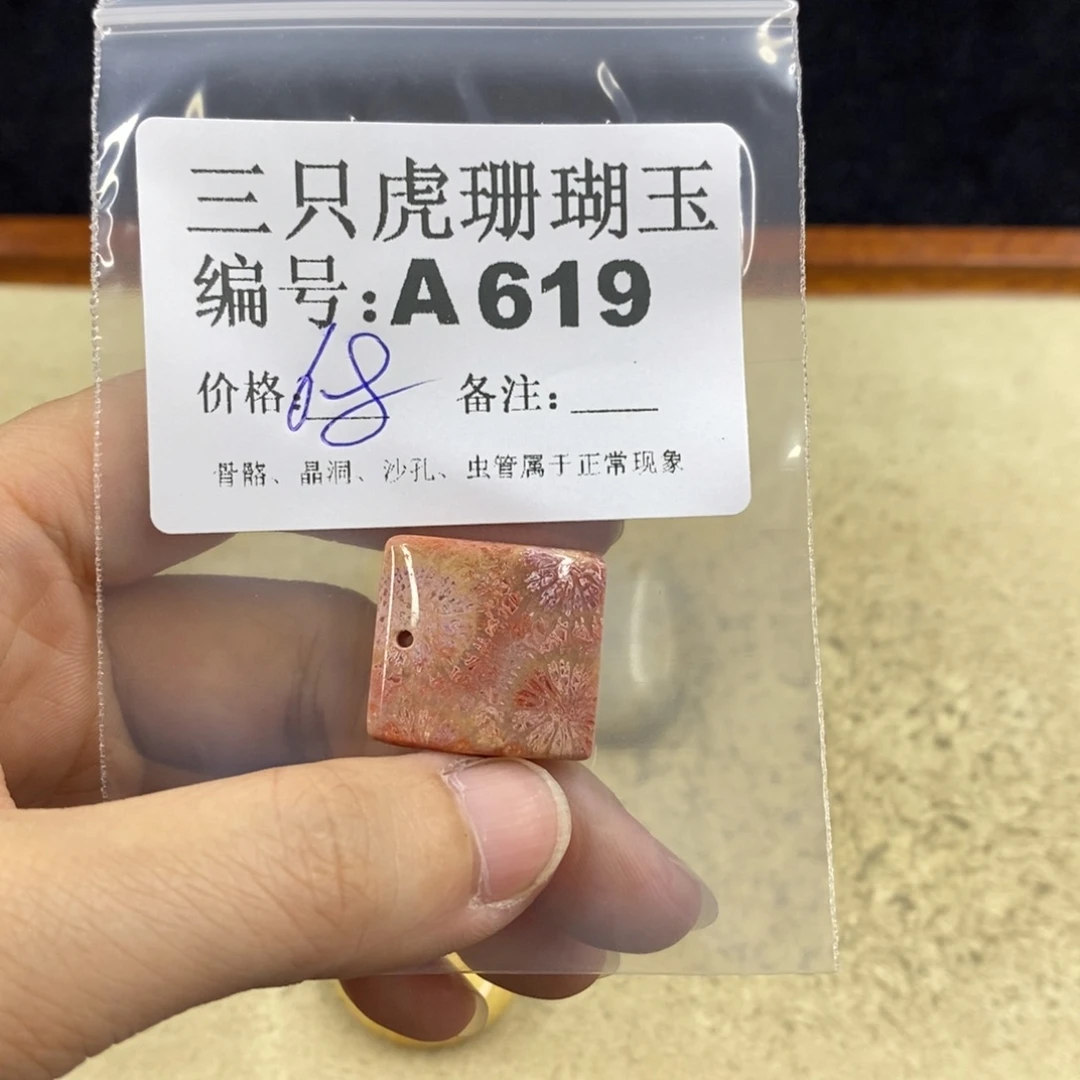 三只虎珊瑚玉
编号:A619
价格:18 备注:____
骨骼、晶洞、沙孔、虫管属于正常现象